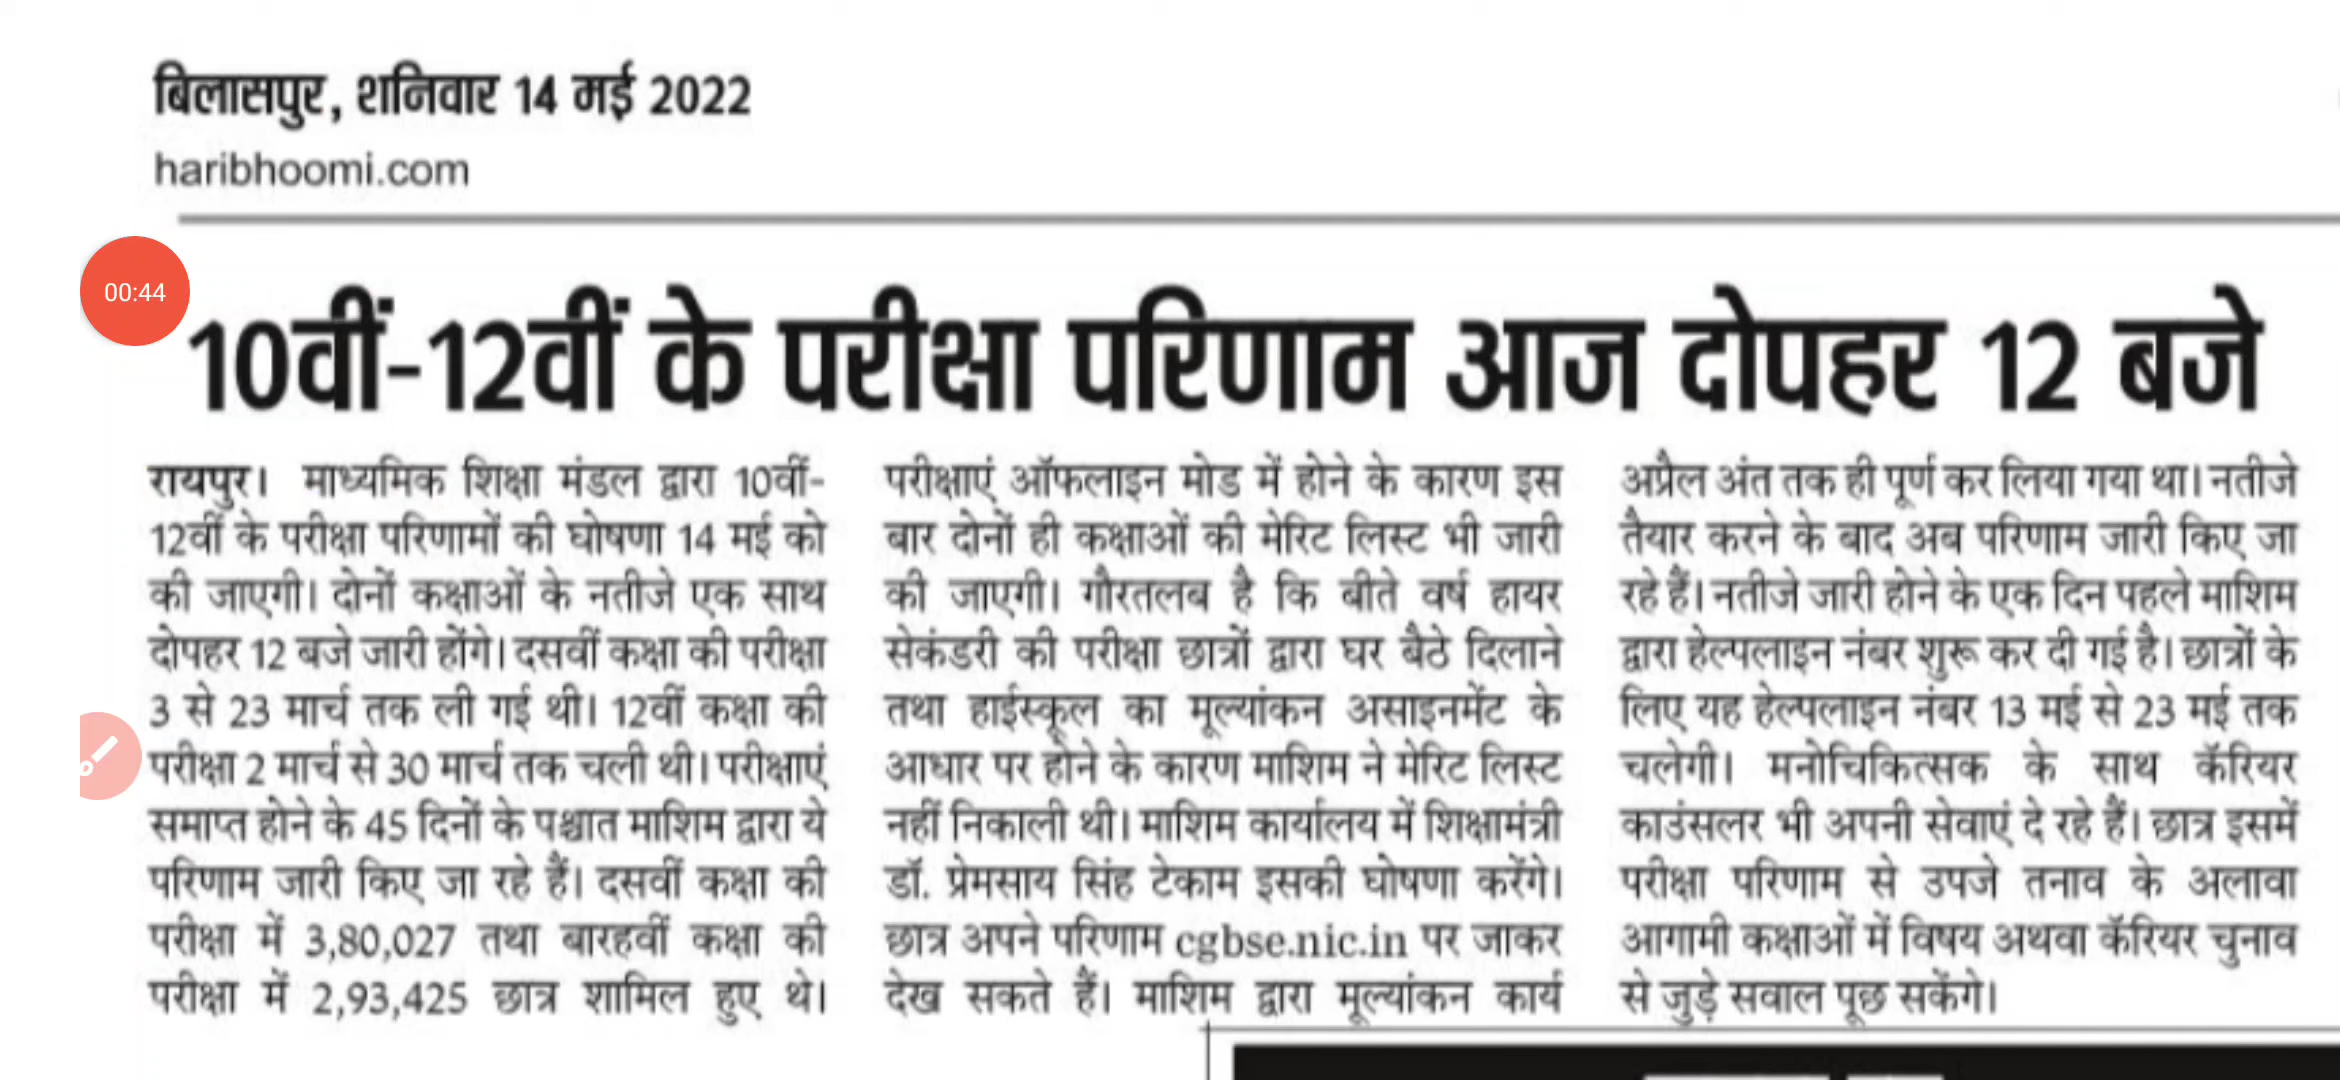 बिलासपुर, शनिवार 14 मई 2022
haribhoomi.com
00:44
10वीं-12वीं के परीक्षा परिणाम आज दोपहर 12 बजे
रायपुर। माध्यमिक शिक्षा मंडल द्वारा 10वीं-
12वीं के परीक्षा परिणामों की घोषणा 14 मई को
की जाएगी। दोनों कक्षाओं के नतीजे एक साथ
दोपहर 12 बजे जारी होंगे। दसवीं कक्षा की परीक्षा
3 से 23 मार्च तक ली गई थी। 12वीं कक्षा की
परीक्षा 2 मार्च से 30 मार्च तक चली थी। परीक्षाएं
समाप्त होने के 45 दिनों के पश्चात माशिम द्वारा ये
परिणाम जारी किए जा रहे हैं। दसवीं कक्षा की
परीक्षा में 3,80,027 तथा बारहवीं कक्षा की
परीक्षा में 2,93,425 छात्र शामिल हुए थे।
परीक्षाएं ऑफलाइन मोड में होने के कारण इस
बार दोनों ही कक्षाओं की मेरिट लिस्ट भी जारी
की जाएगी। गौरतलब है कि बीते वर्ष हायर
सेकंडरी की परीक्षा छात्रों द्वारा घर बैठे दिलाने
तथा हाईस्कूल का मूल्यांकन असाइनमेंट के
आधार पर होने के कारण माशिम ने मेरिट लिस्ट
नहीं निकाली थी। माशिम कार्यालय में शिक्षामंत्री
डॉ. प्रेमसाय सिंह टेकाम इसकी घोषणा करेंगे।
छात्र अपने परिणाम cgbse.nic.in पर जाकर
देख सकते हैं। माशिम द्वारा मूल्यांकन कार्य
अप्रैल अंत तक ही पूर्ण कर लिया गया था। नतीजे
तैयार करने के बाद अब परिणाम जारी किए जा
रहे हैं। नतीजे जारी होने के एक दिन पहले माशिम
द्वारा हेल्पलाइन नंबर शुरू कर दी गई है। छात्रों के
लिए यह हेल्पलाइन नंबर 13 मई से 23 मई तक
चलेगी। मनोचिकित्सक के साथ कॅरियर
काउंसलर भी अपनी सेवाएं दे रहे हैं। छात्र इसमें
परीक्षा परिणाम से उपजे तनाव के अलावा
आगामी कक्षाओं में विषय अथवा कॅरियर चुनाव
से जुड़े सवाल पूछ सकेंगे।